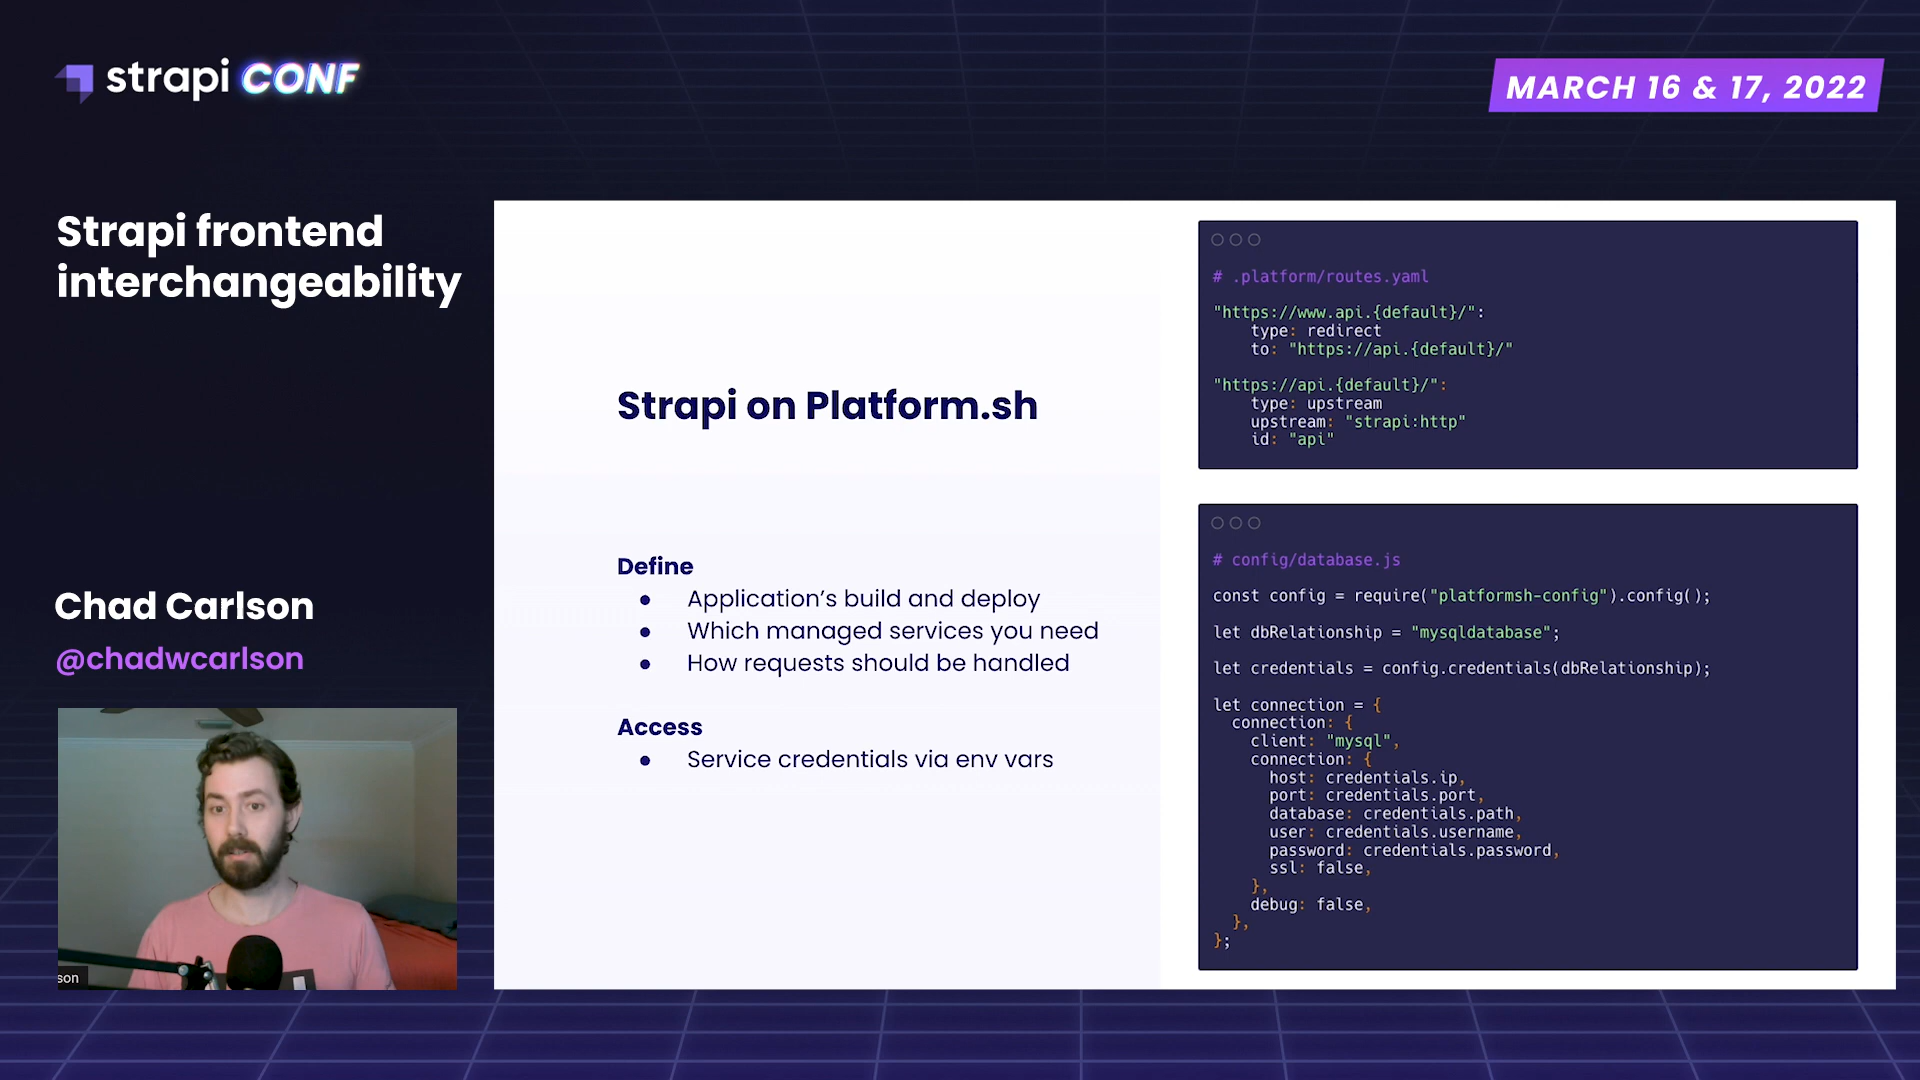 strapi CONF
MARCH 16 & 17, 2022
Strapi frontend
interchangeability
Chad Carlson
@chadwcarlson
son
Strapi on Platform.sh
Define
● Application’s build and deploy
● Which managed services you need
● How requests should be handled
Access
● Service credentials via env vars
# .platform/routes.yaml
"https://www.api.{default}/":
    type: redirect
    to: "https://api.{default}/"
"https://api.{default}/":
    type: upstream
    upstream: "strapi:http"
    id: "api"
# config/database.js
const config = require("platformsh-config").config();
let dbRelationship = "mysqldatabase";
let credentials = config.credentials(dbRelationship);
let connection = {
  connection: {
    client: "mysql",
    connection: {
      host: credentials.ip,
      port: credentials.port,
      database: credentials.path,
      user: credentials.username,
      password: credentials.password,
      ssl: false,
    },
    debug: false,
  },
};